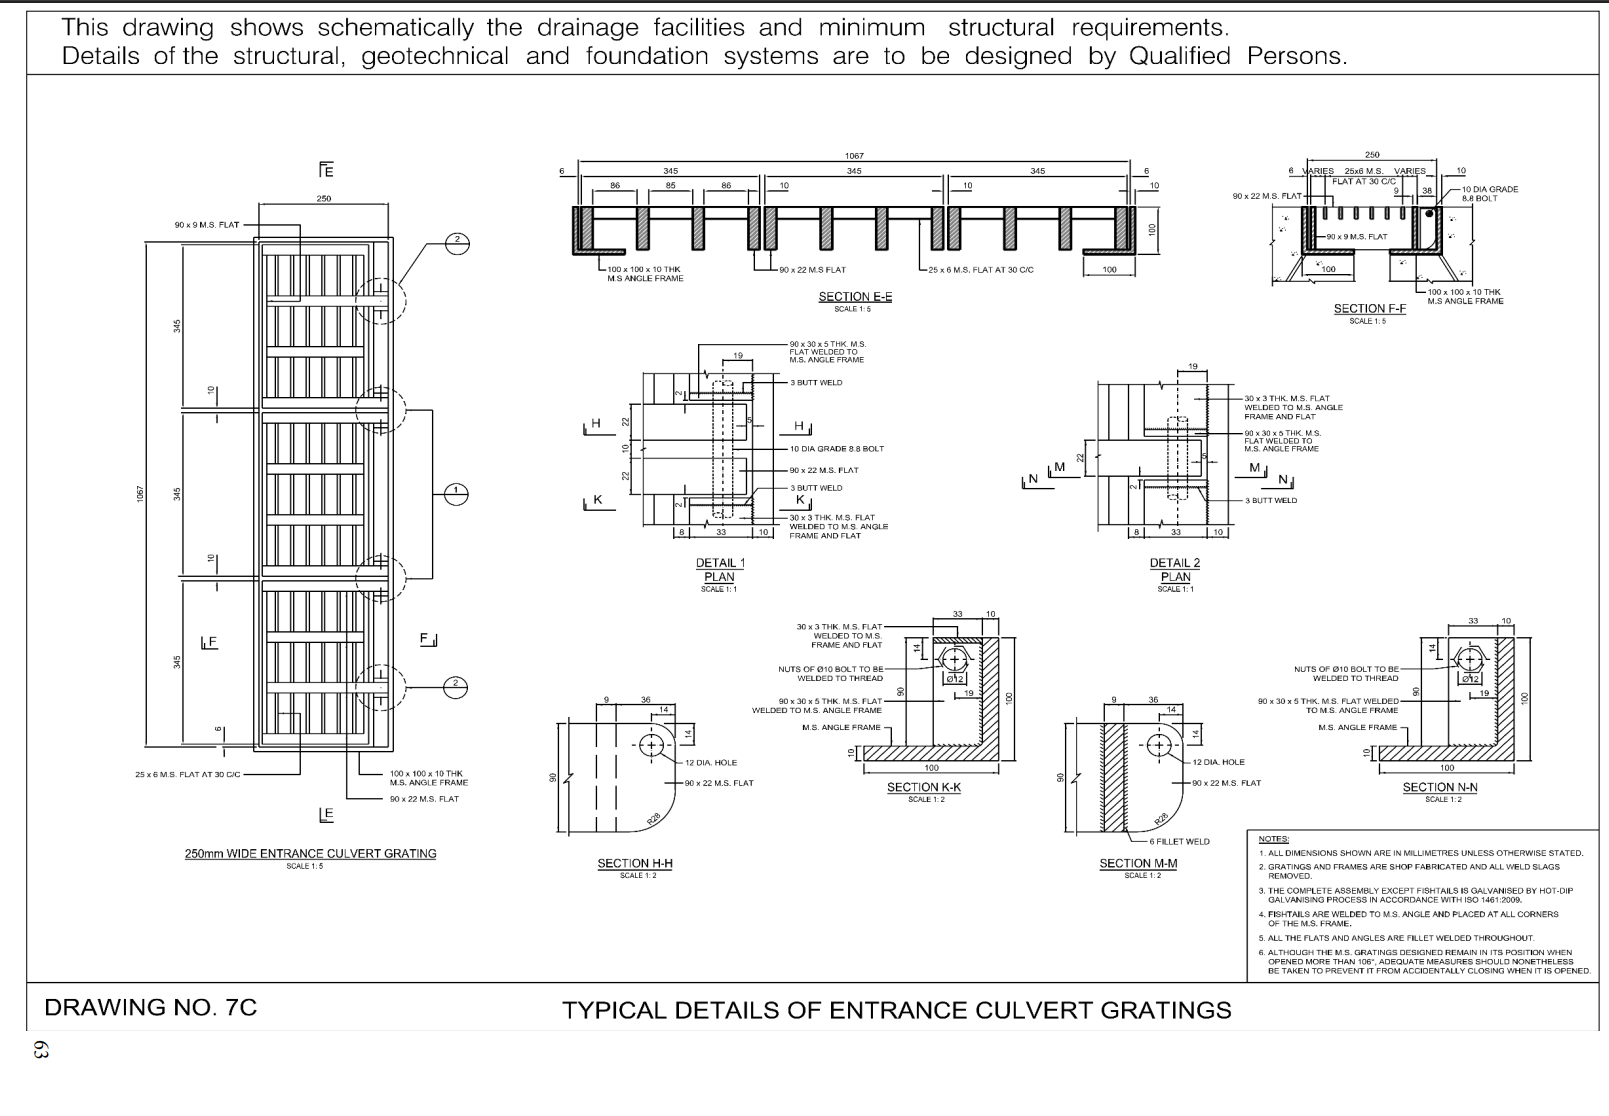 This drawing shows schematically the drainage facilities and minimum structural requirements.
Details of the structural, geotechnical and foundation systems are to be designed by Qualified Persons.
E
250
90 x 9 M.S. FLAT
2
345
10
1067
345
1
10
F
F
345
2
6
25 x 6 M.S. FLAT AT 30 C/C
100 x 100 x 10 THK
M.S. ANGLE FRAME
90 x 22 M.S. FLAT
E
250mm WIDE ENTRANCE CULVERT GRATING
SCALE 1: 5
1067
6
345
345
345
6
86
85
86
10
10
10
100
100 x 100 x 10 THK
M.S ANGLE FRAME
90 x 22 M.S FLAT
25 x 6 M.S. FLAT AT 30 C/C
100
SECTION E-E
SCALE 1: 5
250
6
VARIES
25x6 M.S.
FLAT AT 30 C/C
VARIES
10
9
38
90 x 22 M.S. FLAT
10 DIA GRADE
8.8 BOLT
90 x 9 M.S. FLAT
100
100 x 100 x 10 THK
M.S ANGLE FRAME
SECTION F-F
SCALE 1: 5
90 x 30 x 5 THK. M.S.
FLAT WELDED TO
M.S. ANGLE FRAME
19
3 BUTT WELD
2
H
22
5
H
10
10 DIA GRADE 8.8 BOLT
22
90 x 22 M.S. FLAT
3 BUTT WELD
K
2
K
30 x 3 THK. M.S. FLAT
WELDED TO M.S. ANGLE
FRAME AND FLAT
8
33
10
DETAIL 1
PLAN
SCALE 1: 1
19
30 x 3 THK. M.S. FLAT
WELDED TO M.S. ANGLE
FRAME AND FLAT
90 x 30 x 5 THK. M.S.
FLAT WELDED TO
M.S. ANGLE FRAME
22
5
M
M
N
N
2
3 BUTT WELD
8
33
10
DETAIL 2
PLAN
SCALE 1: 1
9
36
14
14
12 DIA. HOLE
90
90 x 22 M.S. FLAT
R28
SECTION H-H
SCALE 1: 2
33
10
30 x 3 THK. M.S. FLAT
WELDED TO M.S.
FRAME AND FLAT
14
NUTS OF Ø10 BOLT TO BE
WELDED TO THREAD
Ø12
90
19
100
90 x 30 x 5 THK. M.S. FLAT
WELDED TO M.S. ANGLE FRAME
M.S. ANGLE FRAME
10
100
SECTION K-K
SCALE 1: 2
9
36
14
14
12 DIA. HOLE
90
90 x 22 M.S. FLAT
R28
6 FILLET WELD
SECTION M-M
SCALE 1: 2
33
10
14
NUTS OF Ø10 BOLT TO BE
WELDED TO THREAD
Ø12
90
19
100
90 x 30 x 5 THK. M.S. FLAT WELDED
TO M.S. ANGLE FRAME
M.S. ANGLE FRAME
10
100
SECTION N-N
SCALE 1: 2
NOTES:
1. ALL DIMENSIONS SHOWN ARE IN MILLIMETRES UNLESS OTHERWISE STATED.
2. GRATINGS AND FRAMES ARE SHOP FABRICATED AND ALL WELD SLAGS
REMOVED.
3. THE COMPLETE ASSEMBLY EXCEPT FISHTAILS IS GALVANISED BY HOT-DIP
GALVANISING PROCESS IN ACCORDANCE WITH ISO 1461:2009.
4. FISHTAILS ARE WELDED TO M.S. ANGLE AND PLACED AT ALL CORNERS
OF THE M.S. FRAME.
5. ALL THE FLATS AND ANGLES ARE FILLET WELDED THROUGHOUT.
6. ALTHOUGH THE M.S. GRATINGS DESIGNED REMAIN IN ITS POSITION WHEN
OPENED MORE THAN 106°, ADEQUATE MEASURES SHOULD NONETHELESS
BE TAKEN TO PREVENT IT FROM ACCIDENTALLY CLOSING WHEN IT IS OPENED.
DRAWING NO. 7C
TYPICAL DETAILS OF ENTRANCE CULVERT GRATINGS
63